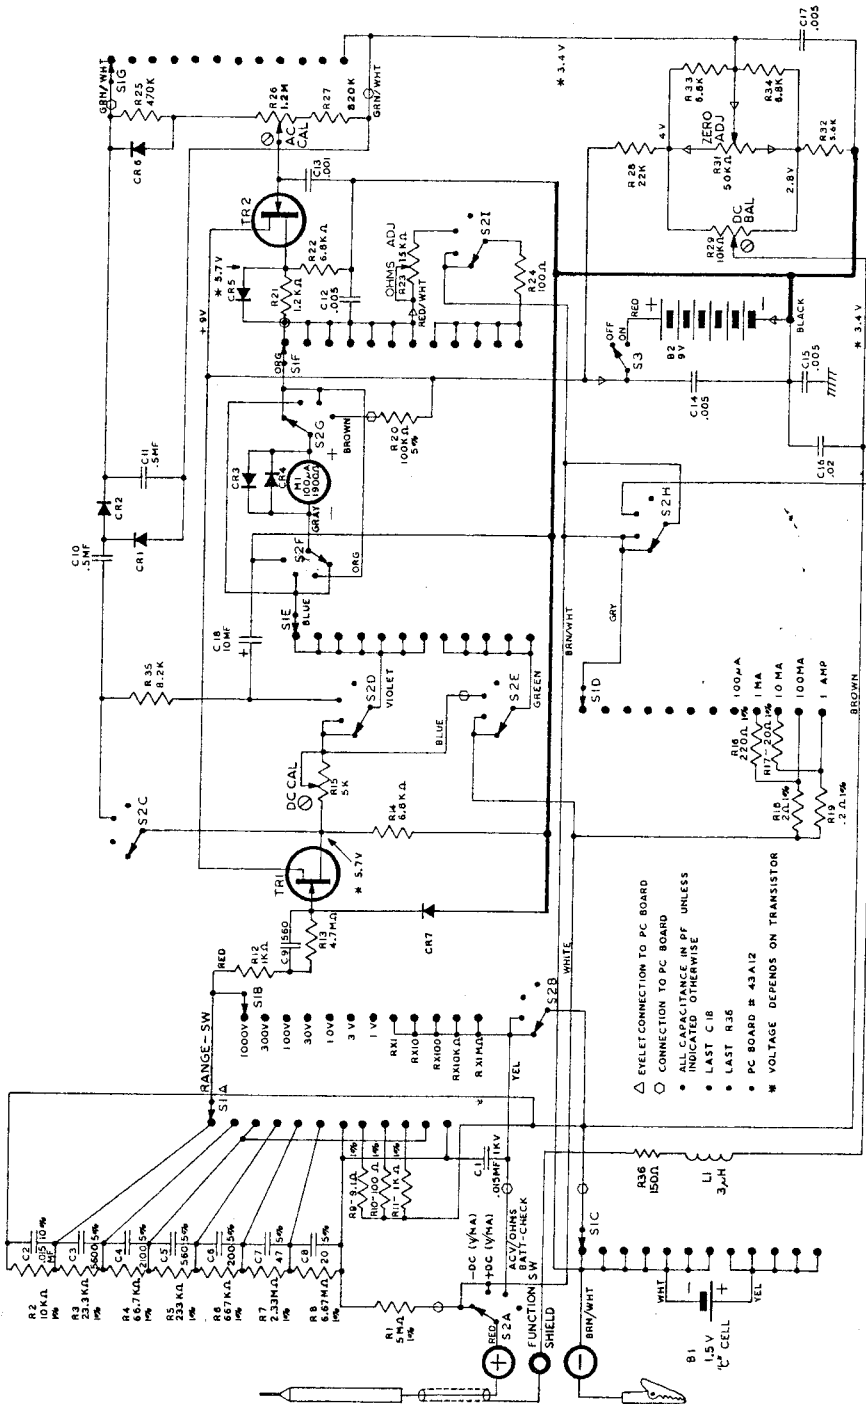 R2
10KΩ
1%
R3
23.3KΩ
1%
R4
66.7KΩ
1%
R5
233KΩ
1%
R6
667KΩ
1%
R7
2.33MΩ
1%
R8
6.67MΩ
1%
C2
.015 10%
MF
C3
5600 5%
C4
2100 5%
C5
560 5%
C6
200 5%
C7
47 5%
C8
20 5%
R1
5MΩ
1%
R9-9.1Ω 1%
R10-100Ω 1%
R11-1KΩ 1%
C1
.015MF 1KV
RANGE-SW
S1A
RED
R12
1KΩ
S1B
1000V
300V
100V
30V
10V
3V
1V
RX1
RX10
RX100
RX10KΩ
RX1MΩ
YEL
S2B
WHITE
C9 560
R13
4.7MΩ
CR7
TR1
* 5.7V
R14
6.8KΩ
DC CAL
R15
5K
S2C
R35
8.2K
C10
.5MF
CR1
CR2
C11
.5MF
C18
10MF
+
S2D
VIOLET
BLUE
S2E
GREEN
S1E
BLUE
S2F
ORG
GRAY
M1
100µA
1900Ω
CR3
CR4
-
+
S2G
BROWN
R20
100KΩ
5%
ORG
S1F
+9V
R21
1.2KΩ
CR5
* 5.7V
R22
6.8KΩ
C12
.005
TR2
C13
.001
OHMS ADJ
R23
15KΩ
RED/WHT
S2I
R24
100Ω
GRN/WHT
S1G
R25
470K
CR6
R26
1.2M
AC CAL
R27
820K
GRN/WHT
* 3.4V
C17
.005
R33
6.8K
R34
6.8K
4V
ZERO ADJ
R31
50KΩ
2.8V
R32
5.6K
R28
22K
R29
10KΩ
DC BAL
S3
OFF
ON
RED
B2
9V
+
-
BLACK
C14
.005
C15
.005
C16
.02
* 3.4V
BRN/WHT
GRY
S2H
S1D
100µA
1 MA
10 MA
100MA
1 AMP
R16
220Ω 1%
R17-20Ω 1%
R18
2Ω 1%
R19
.2Ω 1%
BROWN
△ EYELET CONNECTION TO PC BOARD
○ CONNECTION TO PC BOARD
• ALL CAPACITANCE IN PF UNLESS
INDICATED OTHERWISE
• LAST C18
• LAST R36
• PC BOARD # 43A12
* VOLTAGE DEPENDS ON TRANSISTOR
R36
150Ω
L1
3µH
S1C
-DC (V/MA)
+DC (V/MA)
ACV/OHMS
BATT-CHECK
FUNCTION SW
S2A
RED
SHIELD
BRN/WHT
+
-
B1
1.5V
"C" CELL
WHT
YEL
-
+